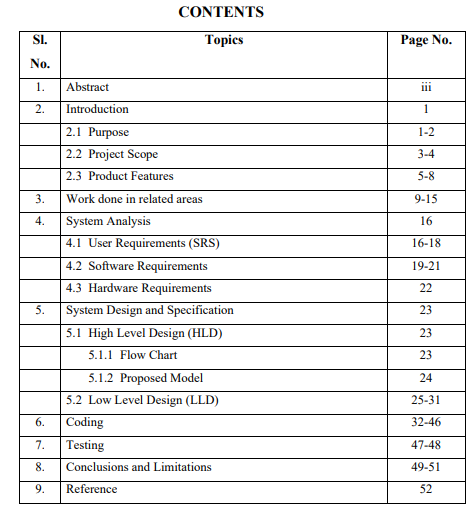 CONTENTS
Sl. No. Topics Page No.
1. Abstract iii
2. Introduction 1
2.1 Purpose 1-2
2.2 Project Scope 3-4
2.3 Product Features 5-8
3. Work done in related areas 9-15
4. System Analysis 16
4.1 User Requirements (SRS) 16-18
4.2 Software Requirements 19-21
4.3 Hardware Requirements 22
5. System Design and Specification 23
5.1 High Level Design (HLD) 23
5.1.1 Flow Chart 23
5.1.2 Proposed Model 24
5.2 Low Level Design (LLD) 25-31
6. Coding 32-46
7. Testing 47-48
8. Conclusions and Limitations 49-51
9. Reference 52